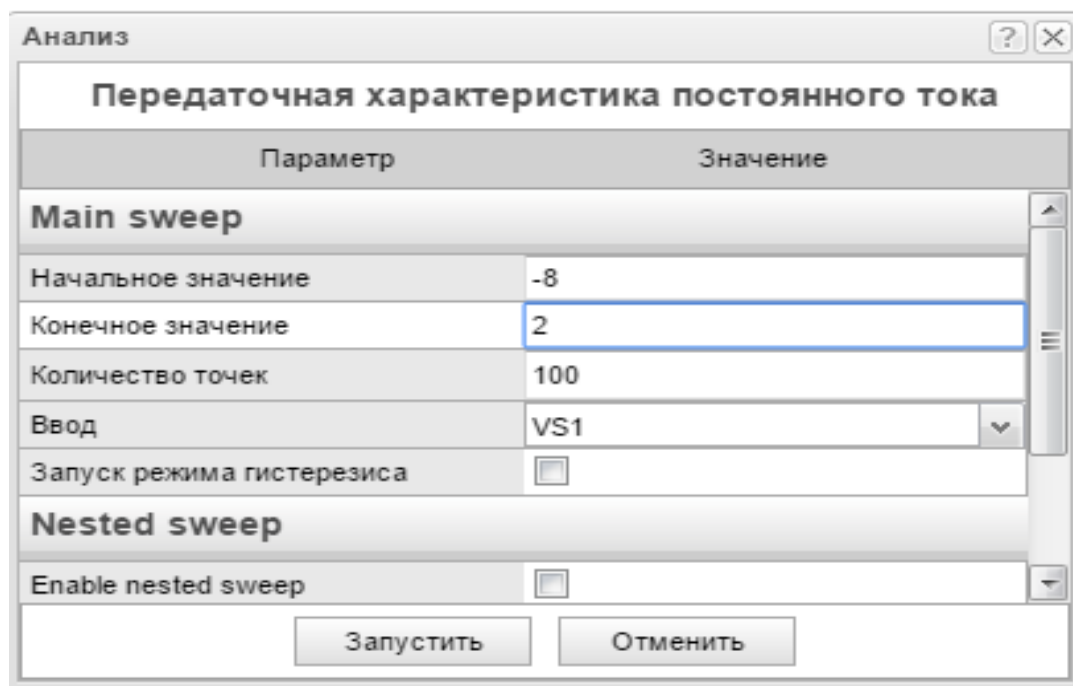 Анализ
Передаточная характеристика постоянного тока
Параметр Значение
Main sweep
Начальное значение -8
Конечное значение 2
Количество точек 100
Ввод VS1
Запуск режима гистерезиса
Nested sweep
Enable nested sweep
Запустить Отменить